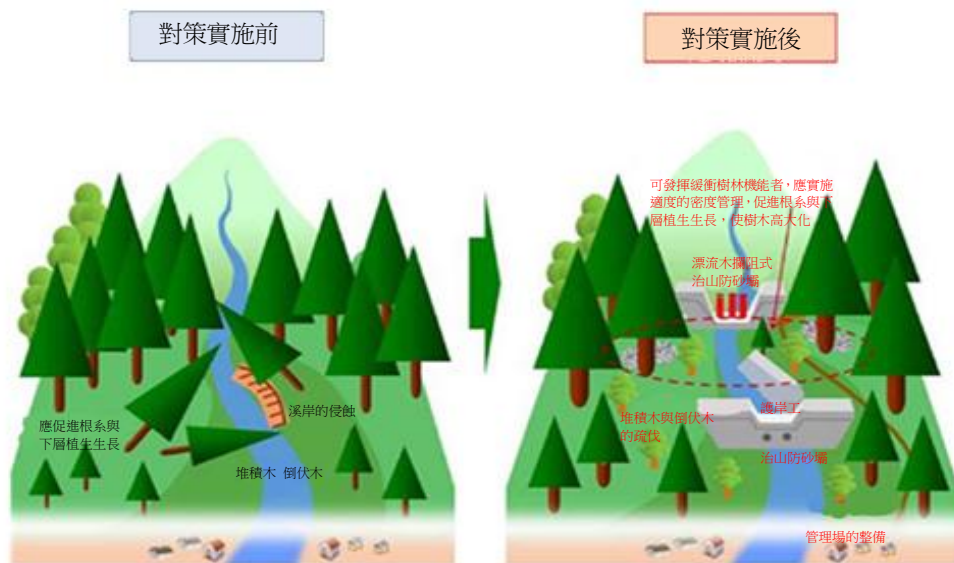 對策實施前
對策實施後
可發揮緩衝樹林機能者，應實施
適度的密度管理，促進根系與下
層植生生長，使樹木高大化
漂流木攔阻式
治山防砂壩
溪岸的侵蝕
應促進根系與
下層植生生長
堆積木 倒伏木
護岸工
堆積木與倒伏木
的疏伐
治山防砂壩
管理場的整備